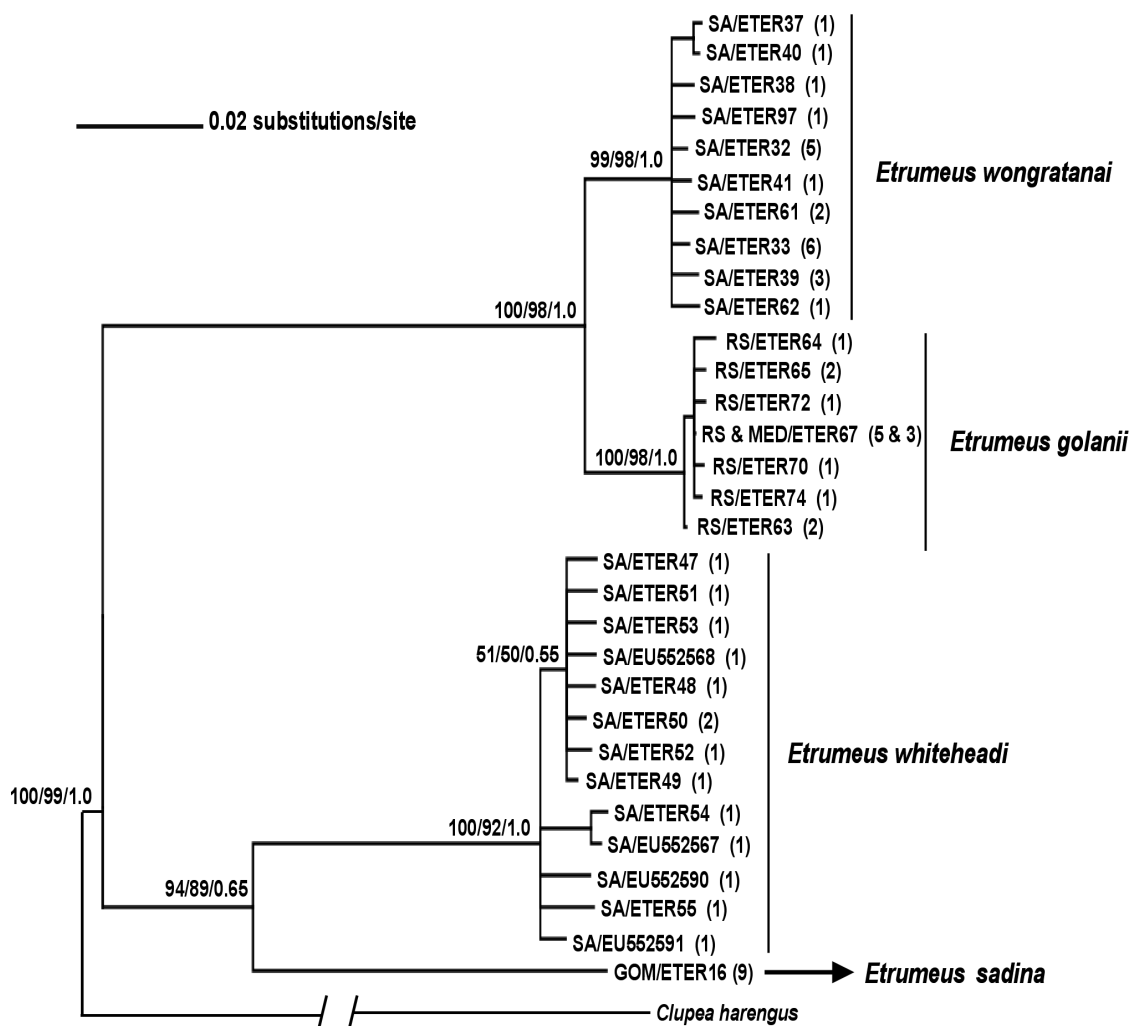 SA/ETER37 (1)
SA/ETER40 (1)
SA/ETER38 (1)
0.02 substitutions/site
SA/ETER97 (1)
SA/ETER32 (5)
99/98/1.0
Etrumeus wongratanai
SA/ETER41 (1)
SA/ETER61 (2)
SA/ETER33 (6)
SA/ETER39 (3)
SA/ETER62 (1)
100/98/1.0
RS/ETER64 (1)
RS/ETER65 (2)
RS/ETER72 (1)
RS & MED/ETER67 (5 & 3)
Etrumeus golanii
100/98/1.0
RS/ETER70 (1)
RS/ETER74 (1)
RS/ETER63 (2)
SA/ETER47 (1)
SA/ETER51 (1)
SA/ETER53 (1)
51/50/0.55
SA/EU552568 (1)
SA/ETER48 (1)
SA/ETER50 (2)
SA/ETER52 (1)
Etrumeus whiteheadi
SA/ETER49 (1)
100/99/1.0
SA/ETER54 (1)
100/92/1.0
SA/EU552567 (1)
SA/EU552590 (1)
94/89/0.65
SA/ETER55 (1)
SA/EU552591 (1)
GOM/ETER16 (9)
Etrumeus sadina
Clupea harengus